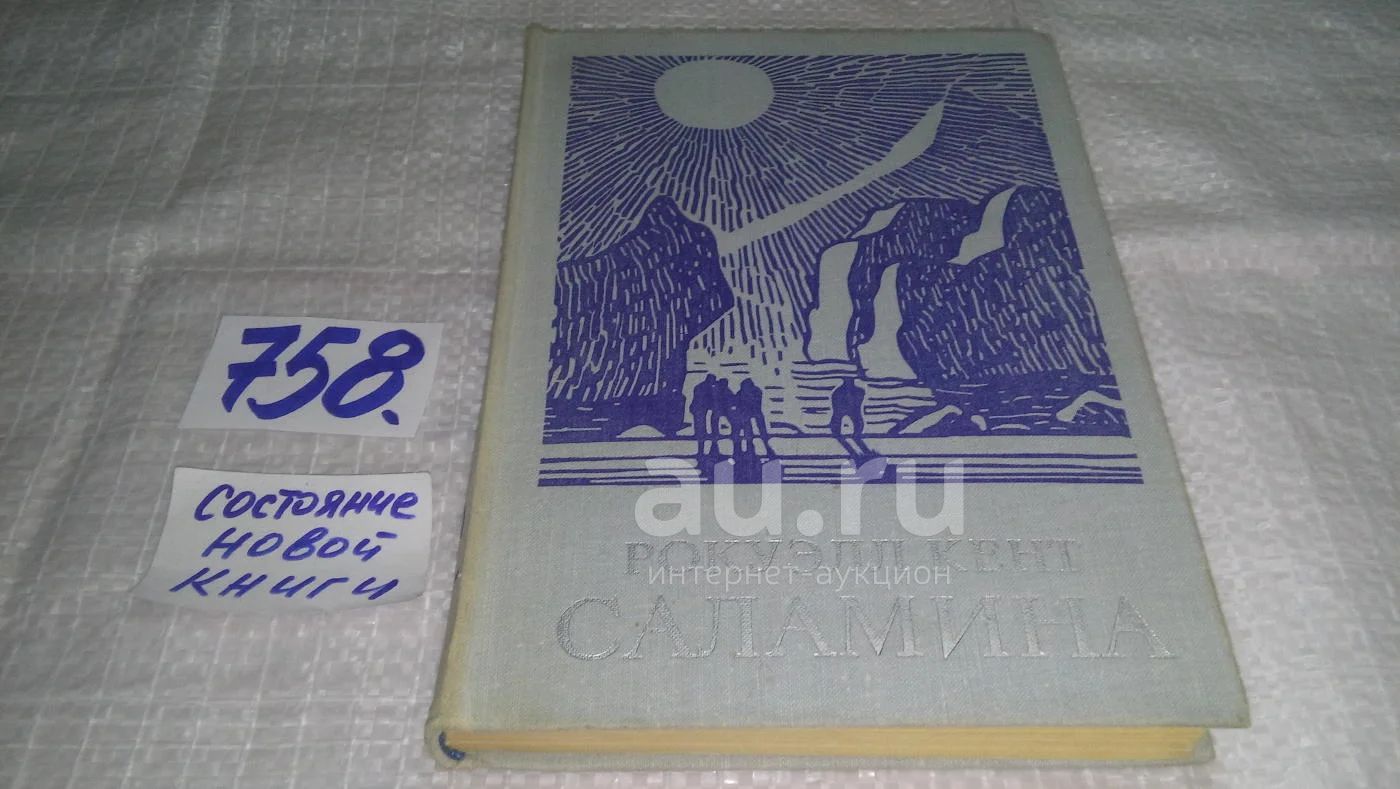 758.
Состояние
новой
книги
au.ru
интернет-аукцион
РОКУЭЛЛ КЕНТ
САЛАМИНА